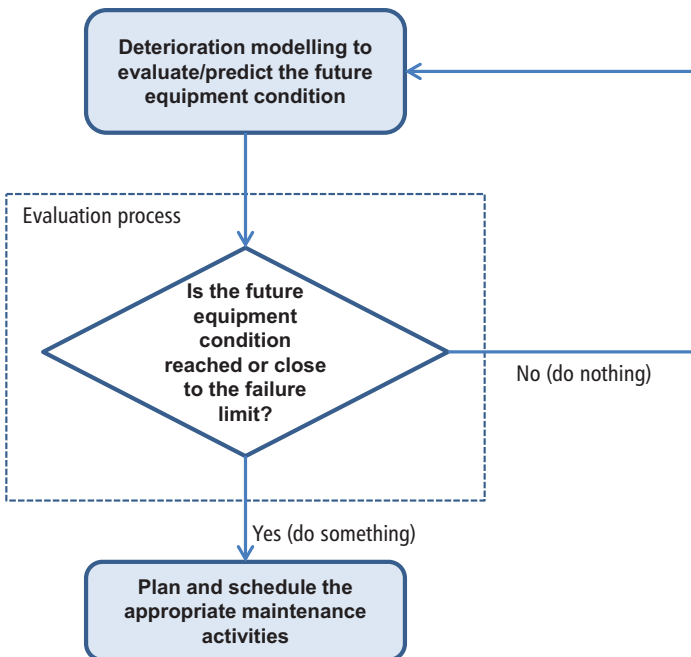 Deterioration modelling to
evaluate/predict the future
equipment condition
Evaluation process
Is the future
equipment
condition
reached or close
to the failure
limit?
No (do nothing)
Yes (do something)
Plan and schedule the
appropriate maintenance
activities